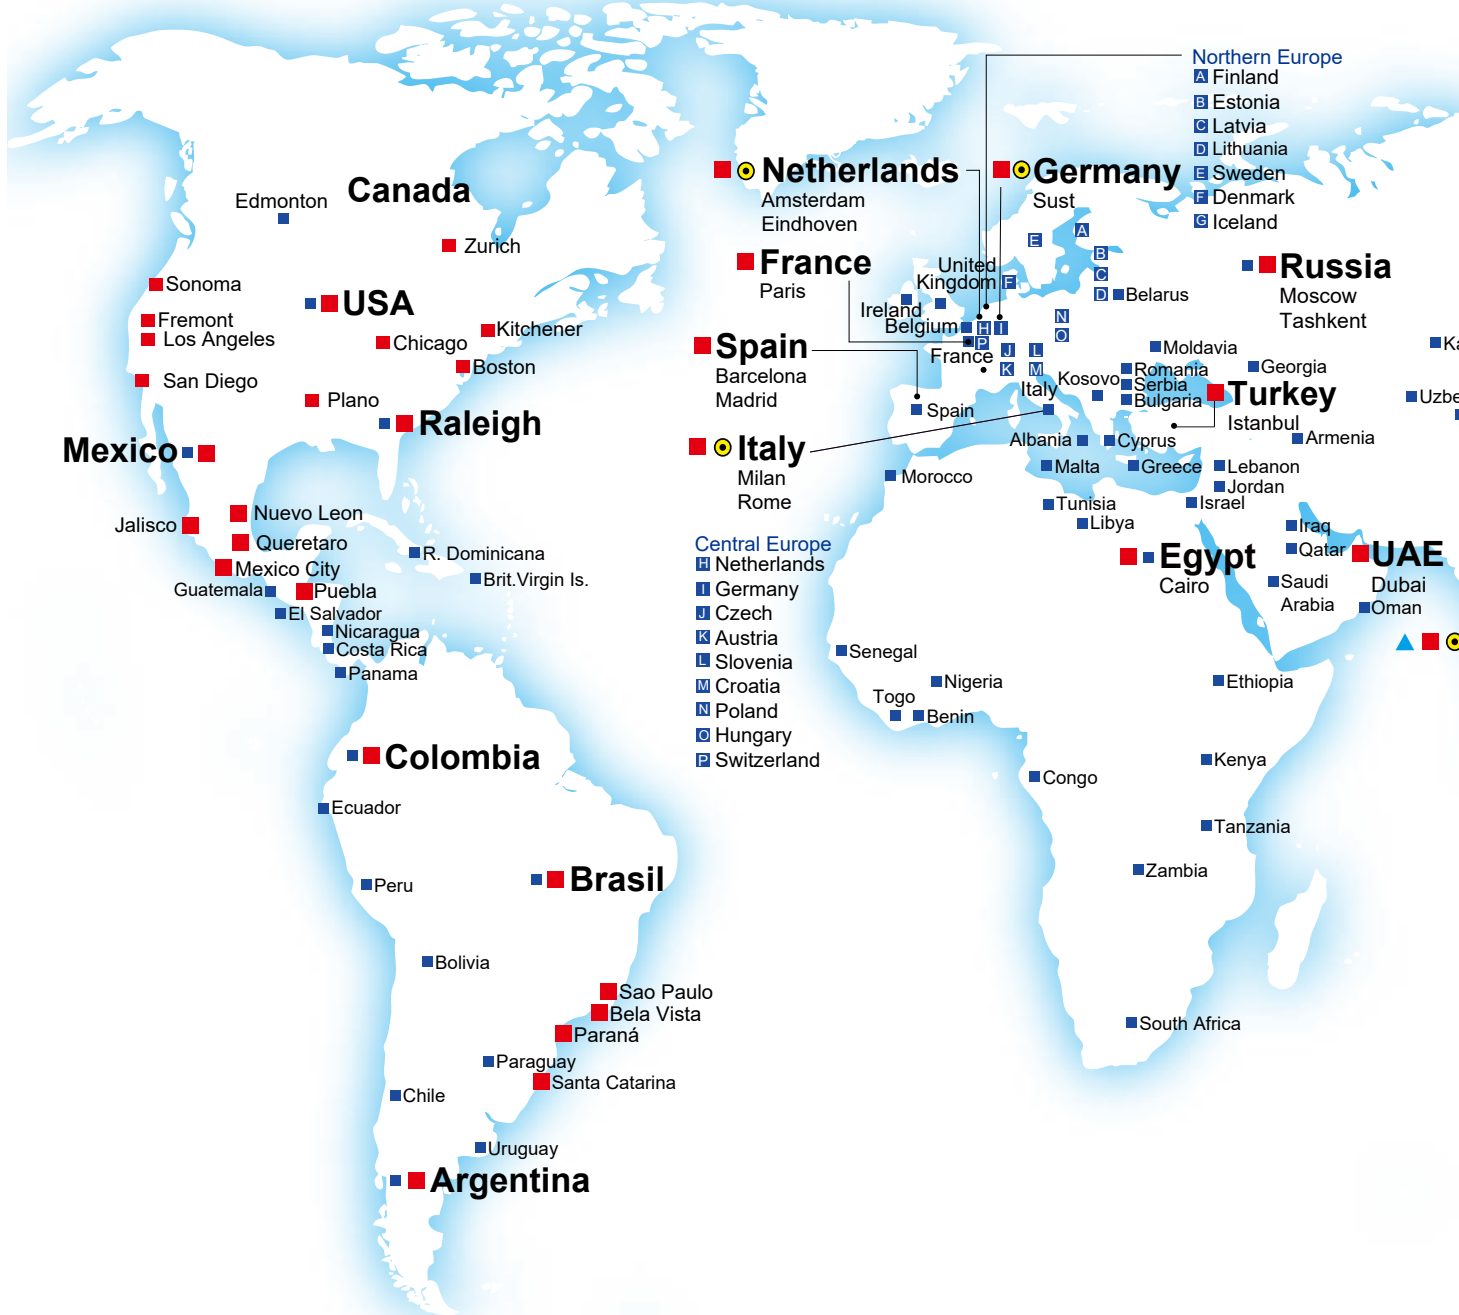 Northern Europe
A Finland
B Estonia
C Latvia
D Lithuania
E Sweden
F Denmark
G Iceland
Canada
Edmonton
Zurich
Sonoma
USA
Fremont
Los Angeles
Kitchener
Chicago
Boston
San Diego
Plano
Raleigh
Mexico
Jalisco
Nuevo Leon
Queretaro
Mexico City
Guatemala
Puebla
El Salvador
Nicaragua
Costa Rica
Panama
R. Dominicana
Brit.Virgin Is.
Colombia
Ecuador
Peru
Brasil
Bolivia
Sao Paulo
Bela Vista
Paraná
Paraguay
Santa Catarina
Chile
Uruguay
Argentina
Netherlands
Amsterdam
Eindhoven
Germany
Sust
France
Paris
Spain
Barcelona
Madrid
Italy
Milan
Rome
Central Europe
H Netherlands
I Germany
J Czech
K Austria
L Slovenia
M Croatia
N Poland
O Hungary
P Switzerland
E
A
B
C
D
Belarus
United
Kingdom
F
Ireland
Belgium
H
I
P
France
J
L
K
M
N
O
Italy
Kosovo
Spain
Moldavia
Romania
Serbia
Bulgaria
Albania
Cyprus
Malta
Greece
Russia
Moscow
Tashkent
Georgia
Turkey
Istanbul
Armenia
Ka
Uzbe
Lebanon
Jordan
Israel
Iraq
Qatar
UAE
Dubai
Oman
Saudi
Arabia
Egypt
Cairo
Morocco
Tunisia
Libya
Senegal
Nigeria
Togo
Benin
Ethiopia
Kenya
Congo
Tanzania
Zambia
South Africa